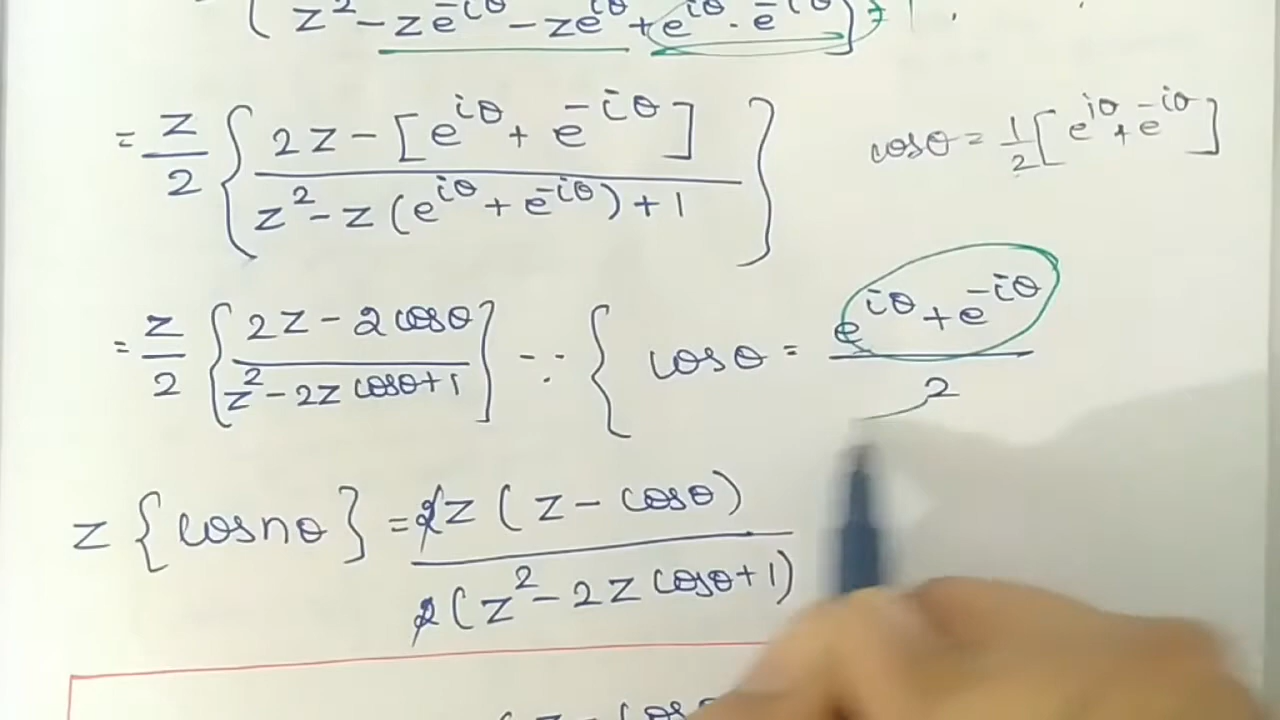 z² - ze^-iθ - ze^iθ + e^iθ · e^-iθ
= z/2 { 2z - [e^iθ + e^-iθ] / z² - z(e^iθ + e^-iθ) + 1 }
cosθ = 1/2 [e^iθ + e^-iθ]
= z/2 { 2z - 2cosθ / z² - 2z cosθ + 1 } ∵ { cosθ = e^iθ + e^-iθ / 2
z{cosnθ} = 2z(z - cosθ) / 2(z² - 2z cosθ + 1)